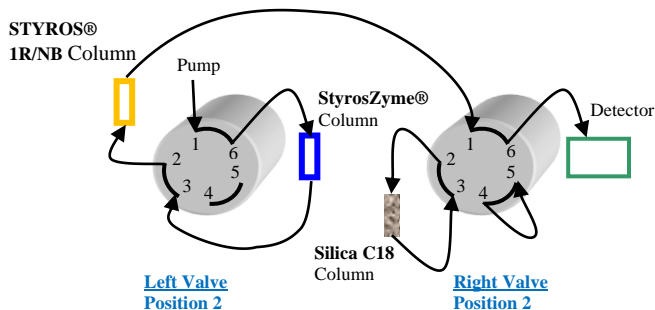 STYROS®
1R/NB Column
Pump
StyrosZyme®
Column
Detector
1
6
2
5
3
4
1
6
2
5
3
4
Silica C18
Column
Left Valve
Position 2
Right Valve
Position 2